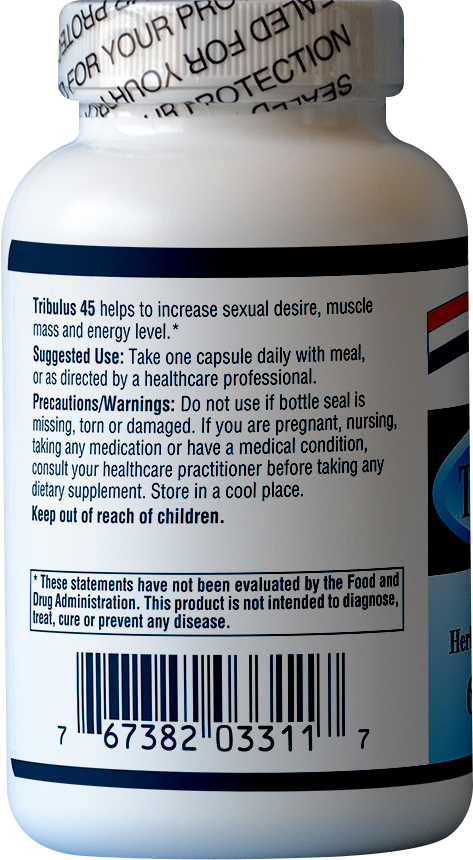 R PROTE
FOR YOUR PRO
SEALED FOR YOUR
UR PROTECTION
SEALED
Tribulus 45 helps to increase sexual desire, muscle
mass and energy level.*
Suggested Use: Take one capsule daily with meal,
or as directed by a healthcare professional.
Precautions/Warnings: Do not use if bottle seal is
missing, torn or damaged. If you are pregnant, nursing,
taking any medication or have a medical condition,
consult your healthcare practitioner before taking any
dietary supplement. Store in a cool place.
Keep out of reach of children.
* These statements have not been evaluated by the Food and
Drug Administration. This product is not intended to diagnose,
treat, cure or prevent any disease.
Her
7 67382 03311 7